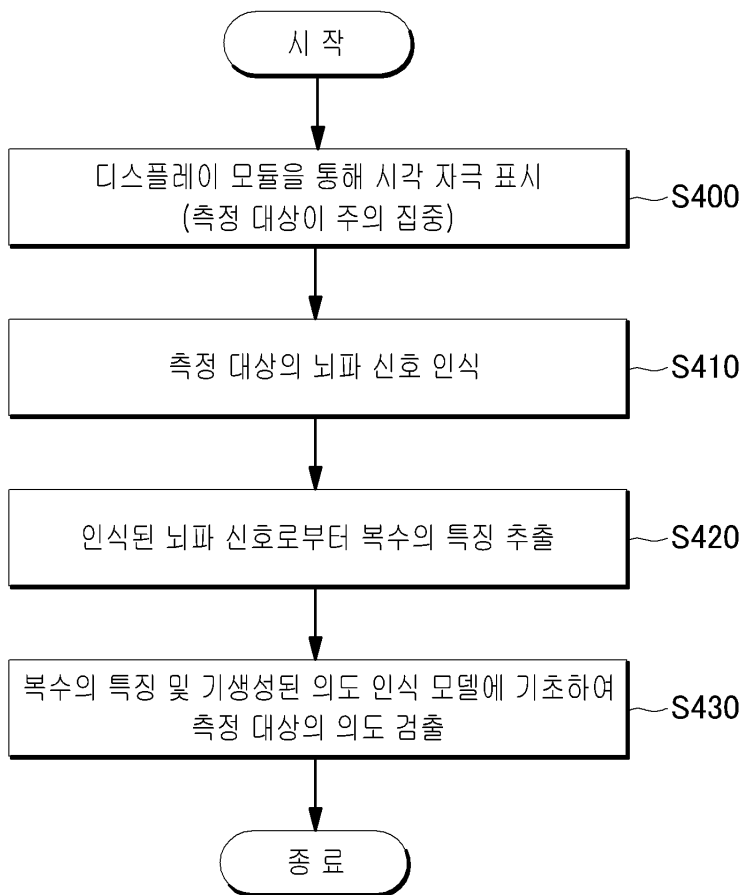 시 작
디스플레이 모듈을 통해 시각 자극 표시
(측정 대상이 주의 집중)
S400
측정 대상의 뇌파 신호 인식
S410
인식된 뇌파 신호로부터 복수의 특징 추출
S420
복수의 특징 및 기생성된 의도 인식 모델에 기초하여
측정 대상의 의도 검출
S430
종 료